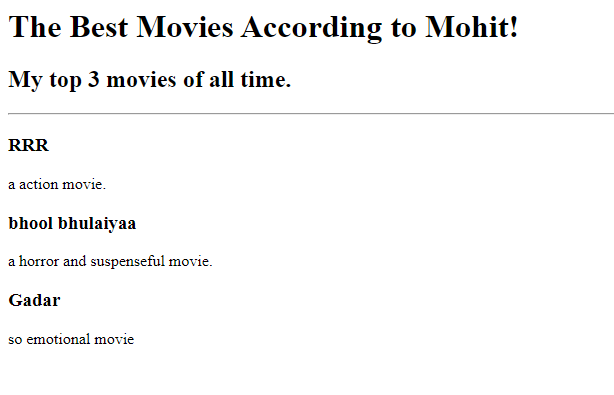 The Best Movies According to Mohit!
My top 3 movies of all time.
RRR
a action movie.
bhool bhulaiyaa
a horror and suspenseful movie.
Gadar
so emotional movie